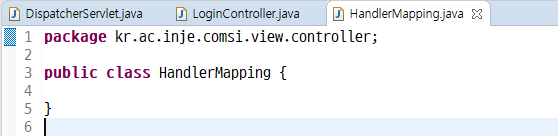 DispatcherServlet.java LoginController.java HandlerMapping.java
1 package kr.ac.inje.comsi.view.controller;
2
3 public class HandlerMapping {
4
5 }
6